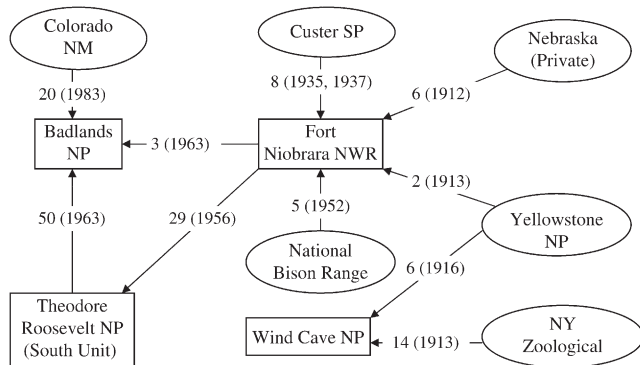 Colorado
NM
Custer SP
Nebraska
(Private)
20 (1983)
8 (1935, 1937)
6 (1912)
Badlands
NP
3 (1963)
Fort
Niobrara NWR
2 (1913)
50 (1963)
29 (1956)
5 (1952)
Yellowstone
NP
National
Bison Range
6 (1916)
Theodore
Roosevelt NP
(South Unit)
Wind Cave NP
14 (1913)
NY
Zoological